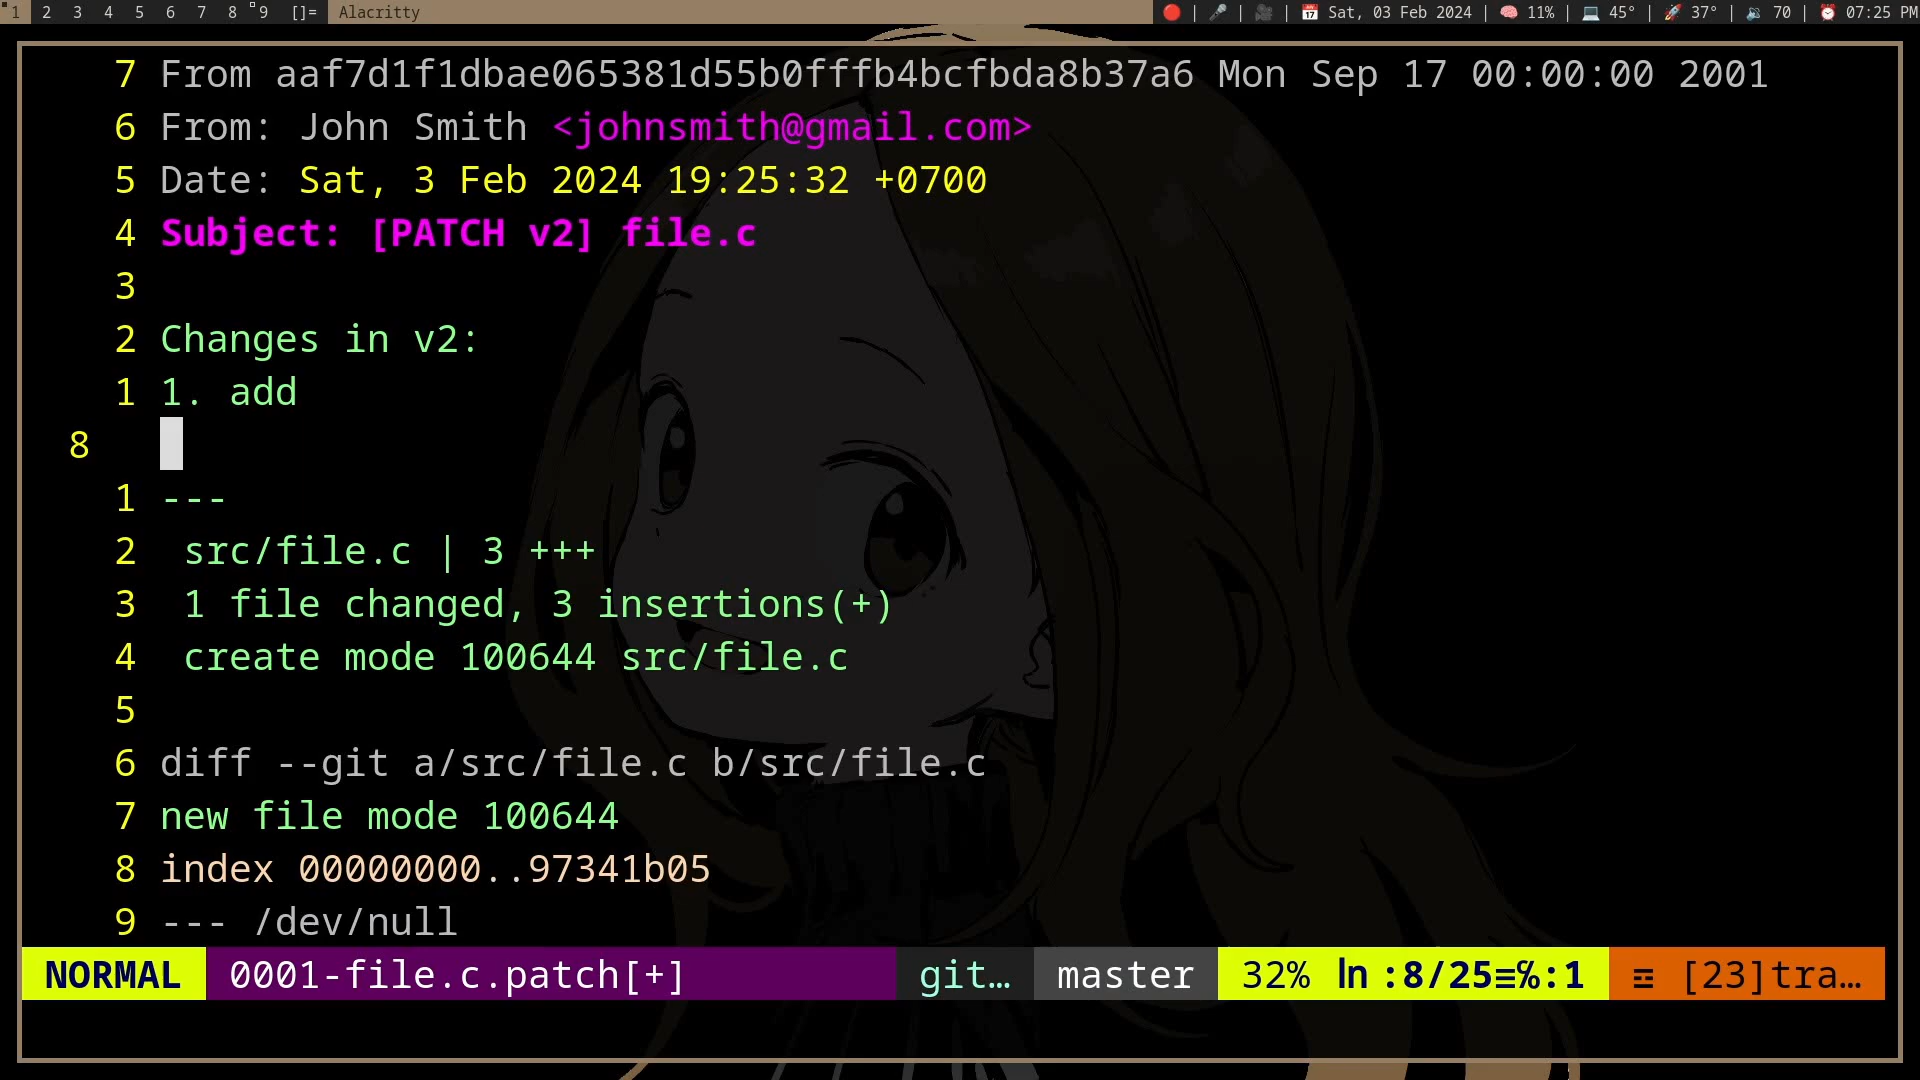 1 2 3 4 5 6 7 8 9 []= Alacritty | | | Sat, 03 Feb 2024 | 11% | 45° | 37° | 70 | 07:25 PM
7 From aaf7d1f1dbae065381d55b0fffb4bcfbda8b37a6 Mon Sep 17 00:00:00 2001
6 From: John Smith <johnsmith@gmail.com>
5 Date: Sat, 3 Feb 2024 19:25:32 +0700
4 Subject: [PATCH v2] file.c
3
2 Changes in v2:
1 1. add
8
1 ---
2 src/file.c | 3 +++
3 1 file changed, 3 insertions(+)
4 create mode 100644 src/file.c
5
6 diff --git a/src/file.c b/src/file.c
7 new file mode 100644
8 index 00000000..97341b05
9 --- /dev/null
NORMAL 0001-file.c.patch[+] git… master 32% ㏑:8/25≡℅:1 ☲ [23]tra…